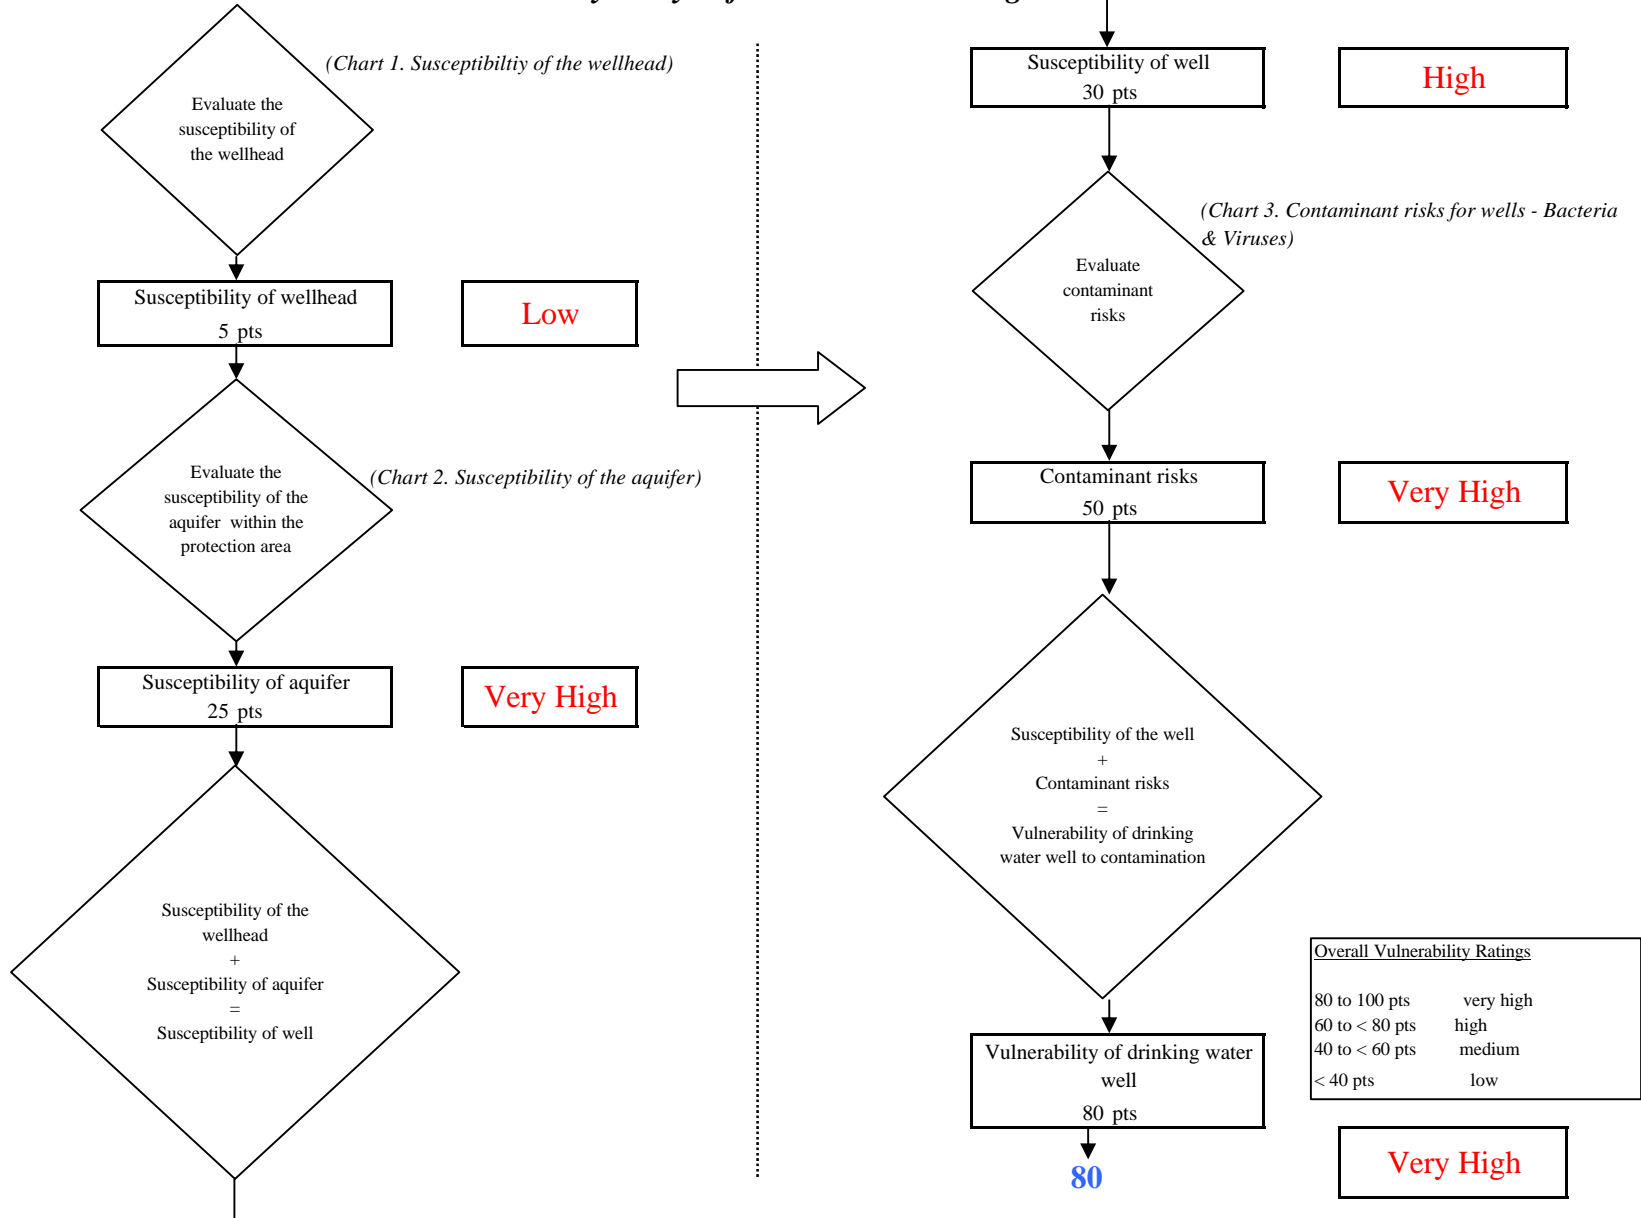 (Chart 1. Susceptibiltiy of the wellhead)
Evaluate the
susceptibility of
the wellhead
Susceptibility of wellhead
5 pts
Low
Evaluate the
susceptibility of the
aquifer within the
protection area
(Chart 2. Susceptibility of the aquifer)
Susceptibility of aquifer
25 pts
Very High
Susceptibility of the
wellhead
+
Susceptibility of aquifer
=
Susceptibility of well
Susceptibility of well
30 pts
High
(Chart 3. Contaminant risks for wells - Bacteria
& Viruses)
Evaluate
contaminant
risks
Contaminant risks
50 pts
Very High
Susceptibility of the well
+
Contaminant risks
=
Vulnerability of drinking
water well to contamination
Overall Vulnerability Ratings
80 to 100 pts very high
60 to < 80 pts high
40 to < 60 pts medium
< 40 pts low
Vulnerability of drinking water
well
80 pts
80
Very High